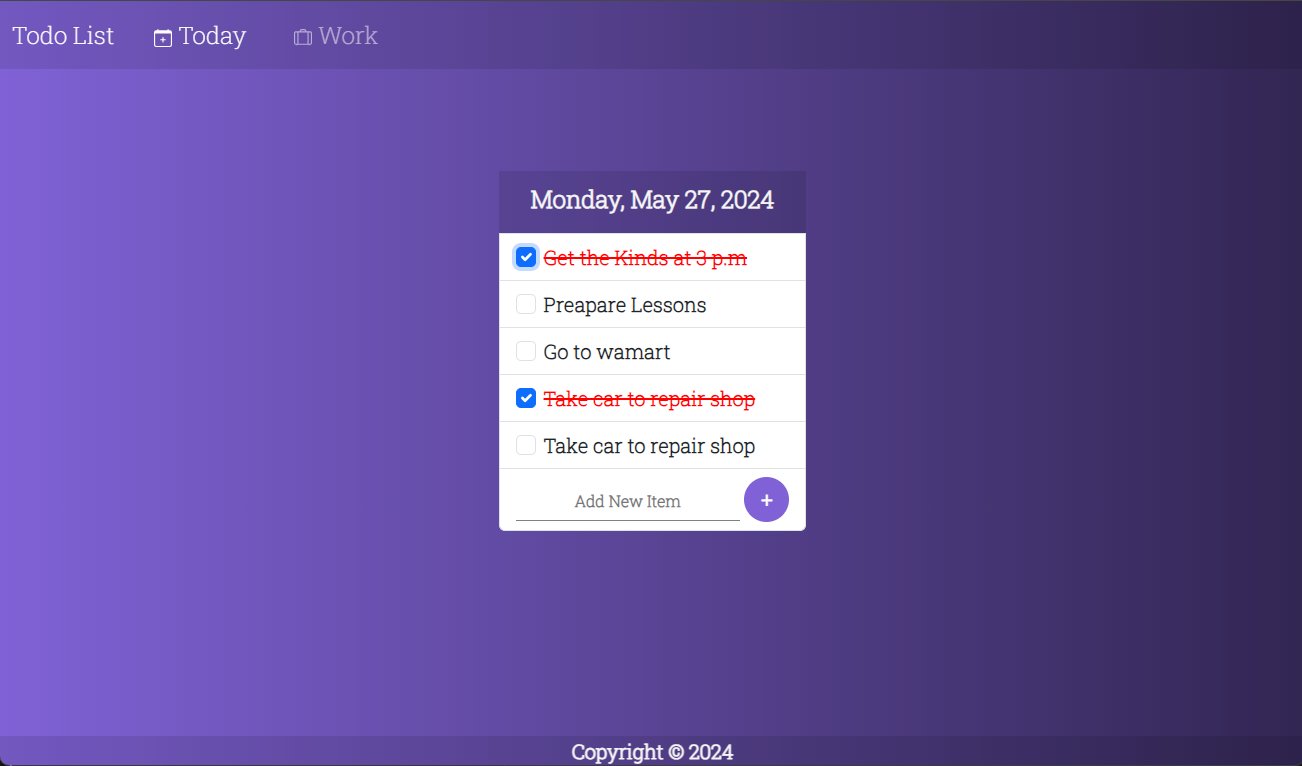 Todo List Today Work
Monday, May 27, 2024
Get the Kinds at 3 p.m
Preapare Lessons
Go to wamart
Take car to repair shop
Take car to repair shop
Add New Item +
Copyright © 2024